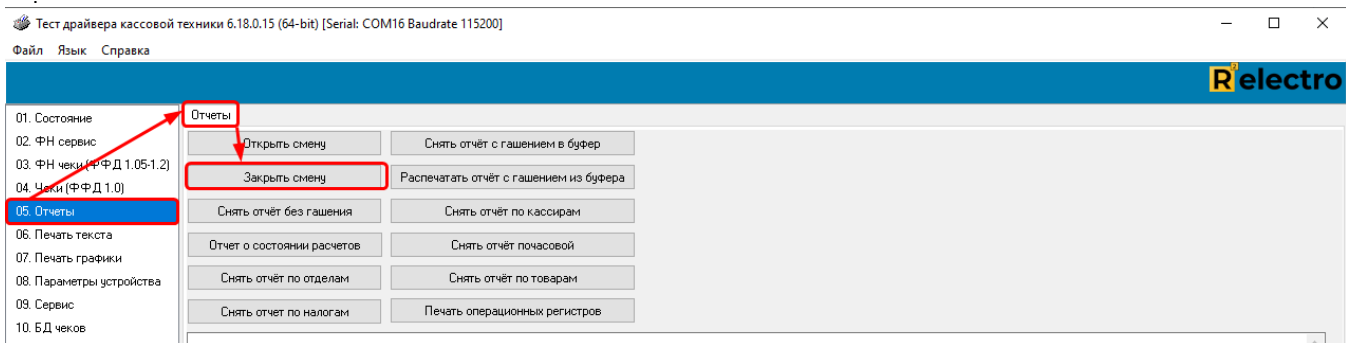 Тест драйвера кассовой техники 6.18.0.15 (64-bit) [Serial: COM16 Baudrate 115200]
Файл Язык Справка
R2electro
01. Состояние
02. ФН сервис
03. ФН чеки (ФФД 1.05-1.2)
04. Чеки (ФФД 1.0)
05. Отчеты
06. Печать текста
07. Печать графики
08. Параметры устройства
09. Сервис
10. БД чеков
Отчеты
Открыть смену
Снять отчёт с гашением в буфер
Закрыть смену
Распечатать отчёт с гашением из буфера
Снять отчёт без гашения
Снять отчёт по кассирам
Отчет о состоянии расчетов
Снять отчёт почасовой
Снять отчёт по отделам
Снять отчёт по товарам
Снять отчет по налогам
Печать операционных регистров